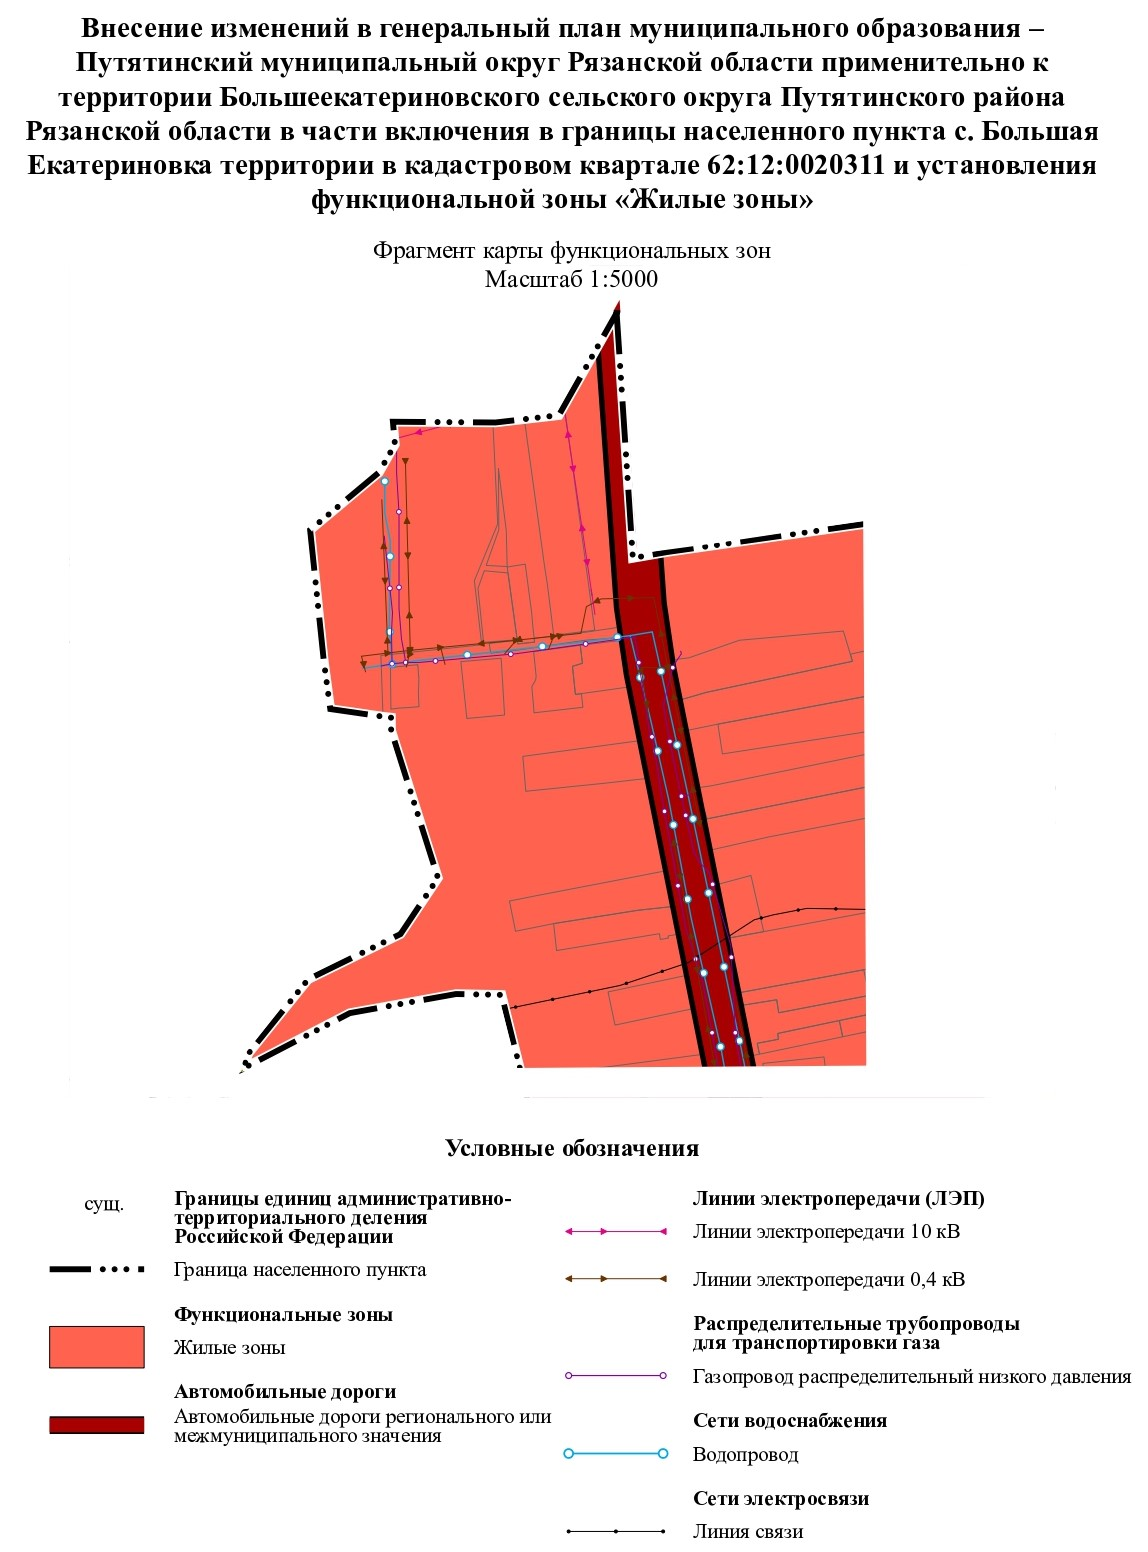 Внесение изменений в генеральный план муниципального образования –
Путятинский муниципальный округ Рязанской области применительно к
территории Большеекатериновского сельского округа Путятинского района
Рязанской области в части включения в границы населенного пункта с. Большая
Екатериновка территории в кадастровом квартале 62:12:0020311 и установления
функциональной зоны «Жилые зоны»
Фрагмент карты функциональных зон
Масштаб 1:5000
Условные обозначения
сущ.
Границы единиц административно-
территориального деления
Российской Федерации
Граница населенного пункта
Функциональные зоны
Жилые зоны
Автомобильные дороги
Автомобильные дороги регионального или
межмуниципального значения
Линии электропередачи (ЛЭП)
Линии электропередачи 10 кВ
Линии электропередачи 0,4 кВ
Распределительные трубопроводы
для транспортировки газа
Газопровод распределительный низкого давления
Сети водоснабжения
Водопровод
Сети электросвязи
Линия связи